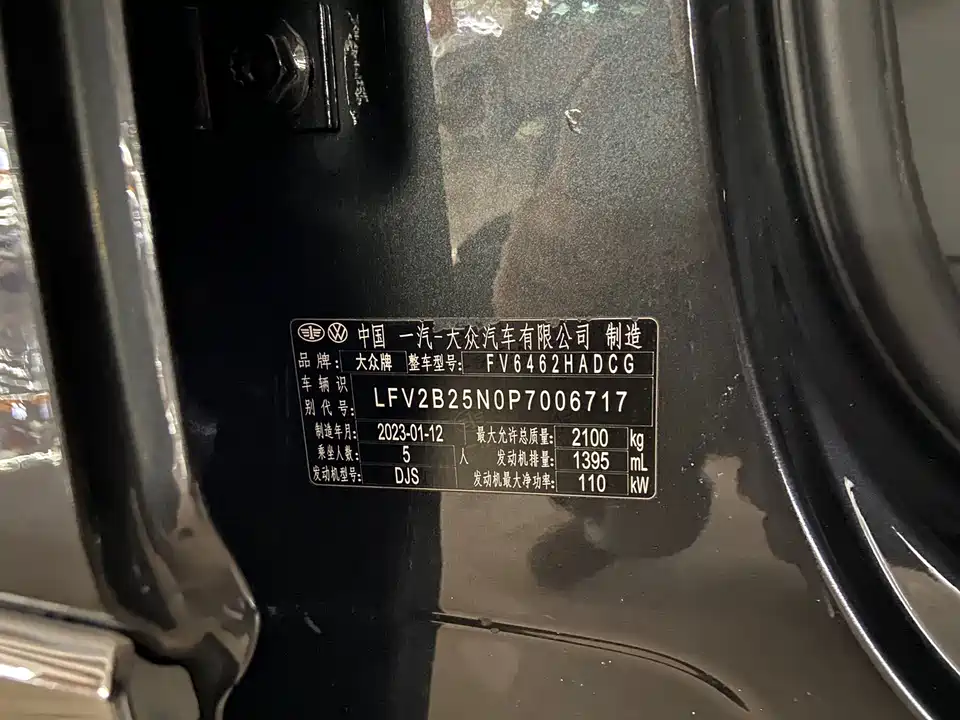 中国 一汽-大众汽车有限公司 制造
品牌: 大众牌 整车型号: FV6462HADCG
车辆识别代号: LFV2B25N0P7006717
制造年月: 2023-01-12 最大允许总质量: 2100 kg
乘坐人数: 5 人 发动机排量: 1395 mL
发动机型号: DJS 发动机最大净功率: 110 kW